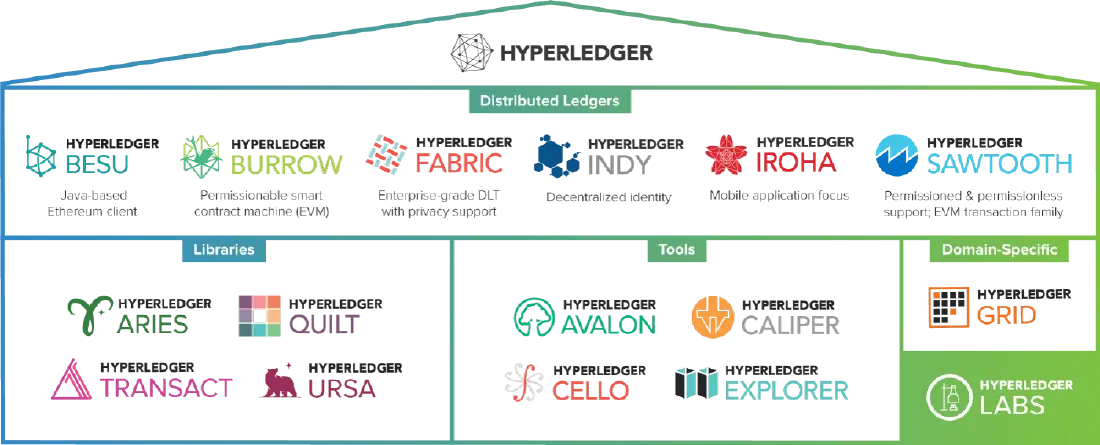 HYPERLEDGER
Distributed Ledgers
HYPERLEDGER
BESU
Java-based
Ethereum client
HYPERLEDGER
BURROW
Permissionable smart
contract machine (EVM)
HYPERLEDGER
FABRIC
Enterprise-grade DLT
with privacy support
HYPERLEDGER
INDY
Decentralized identity
HYPERLEDGER
IROHA
Mobile application focus
HYPERLEDGER
SAWTOOTH
Permissioned & permissionless
support; EVM transaction family
Libraries
HYPERLEDGER
ARIES
HYPERLEDGER
QUILT
HYPERLEDGER
TRANSACT
HYPERLEDGER
URSA
Tools
HYPERLEDGER
AVALON
HYPERLEDGER
CALIPER
HYPERLEDGER
CELLO
HYPERLEDGER
EXPLORER
Domain-Specific
HYPERLEDGER
GRID
HYPERLEDGER
LABS